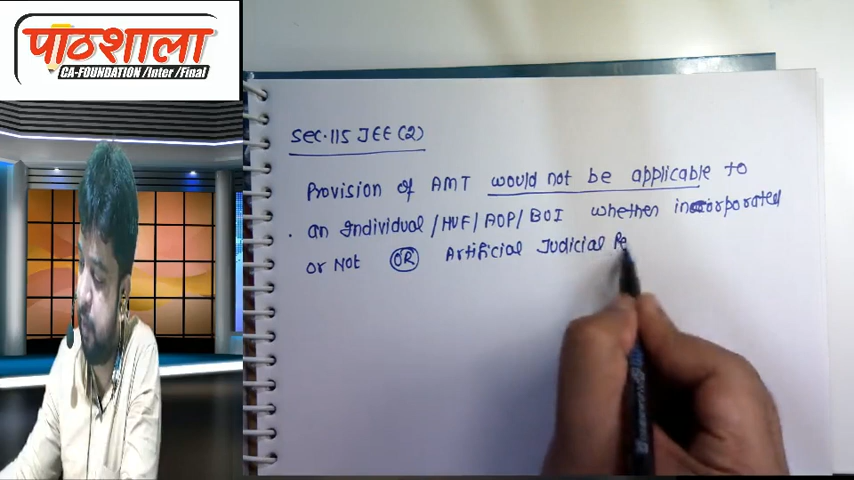 पाठशाला
CA-FOUNDATION/Inter/Final
Sec. 115 JEE (2)
Provision of AMT would not be applicable to
an Individual/HUF/AOP/BOI whether incorporated
or Not OR Artificial Judicial Pe